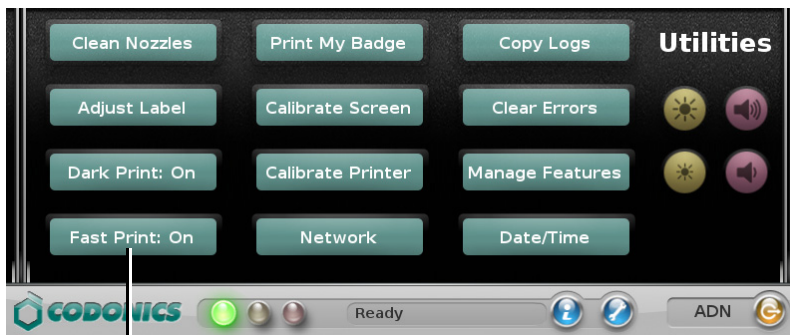 Clean Nozzles Print My Badge Copy Logs Utilities
Adjust Label Calibrate Screen Clear Errors
Dark Print: On Calibrate Printer Manage Features
Fast Print: On Network Date/Time
CODONICS Ready i ADN